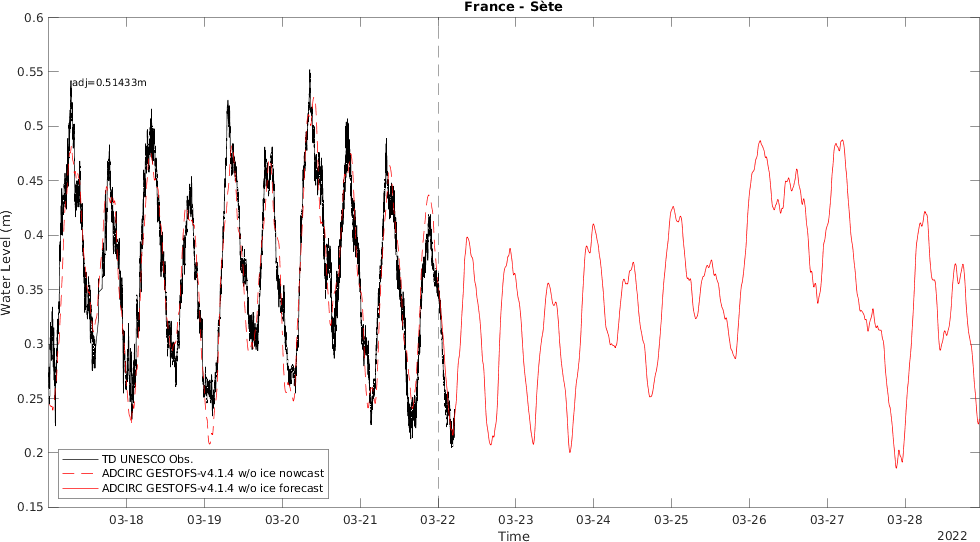 France - Sète
0.6
0.55
0.5
0.45
0.4
0.35
0.3
0.25
0.2
0.15
Water Level (m)
adj=0.51433m
TD UNESCO Obs.
ADCIRC GESTOFS-v4.1.4 w/o ice nowcast
ADCIRC GESTOFS-v4.1.4 w/o ice forecast
03-18 03-19 03-20 03-21 03-22 03-23 03-24 03-25 03-26 03-27 03-28
Time
2022